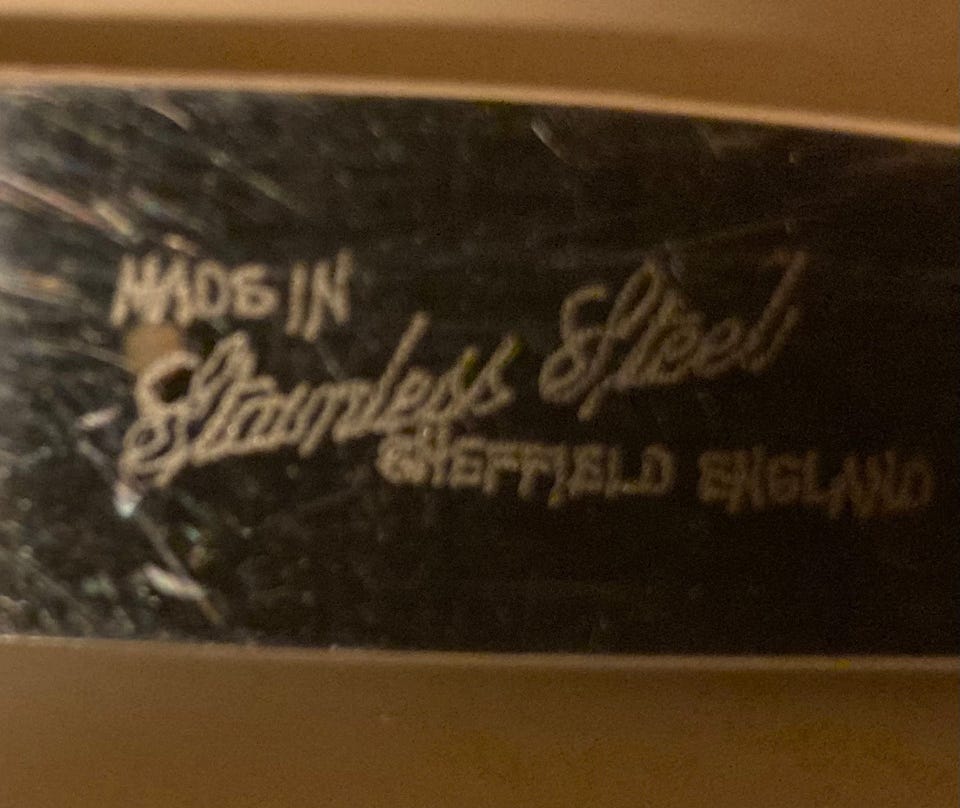 MADE IN
Stainless Steel
SHEFFIELD ENGLAND